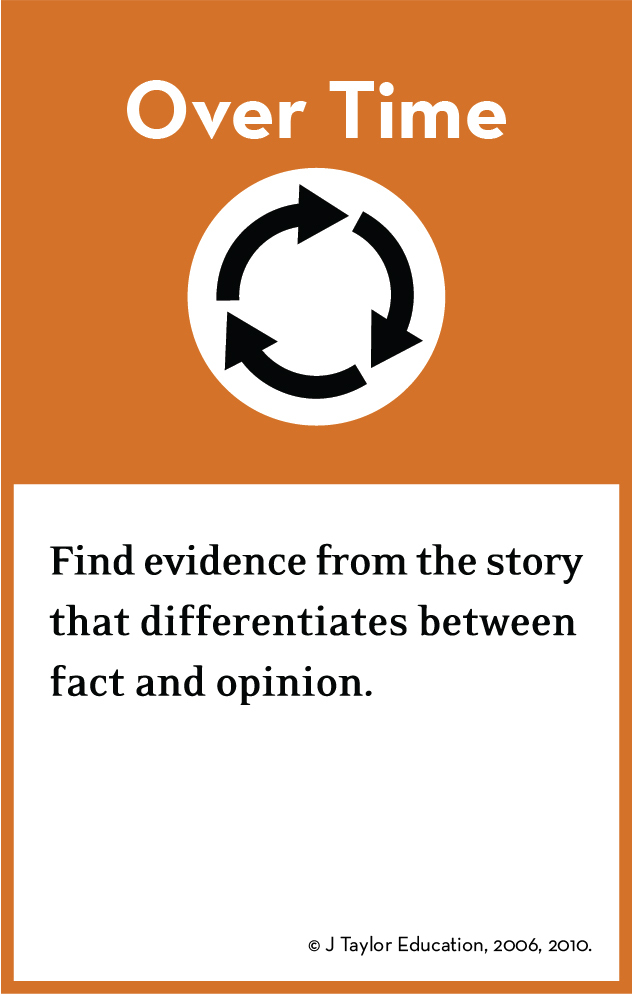 Over Time
Find evidence from the story
that differentiates between
fact and opinion.
© J Taylor Education, 2006, 2010.